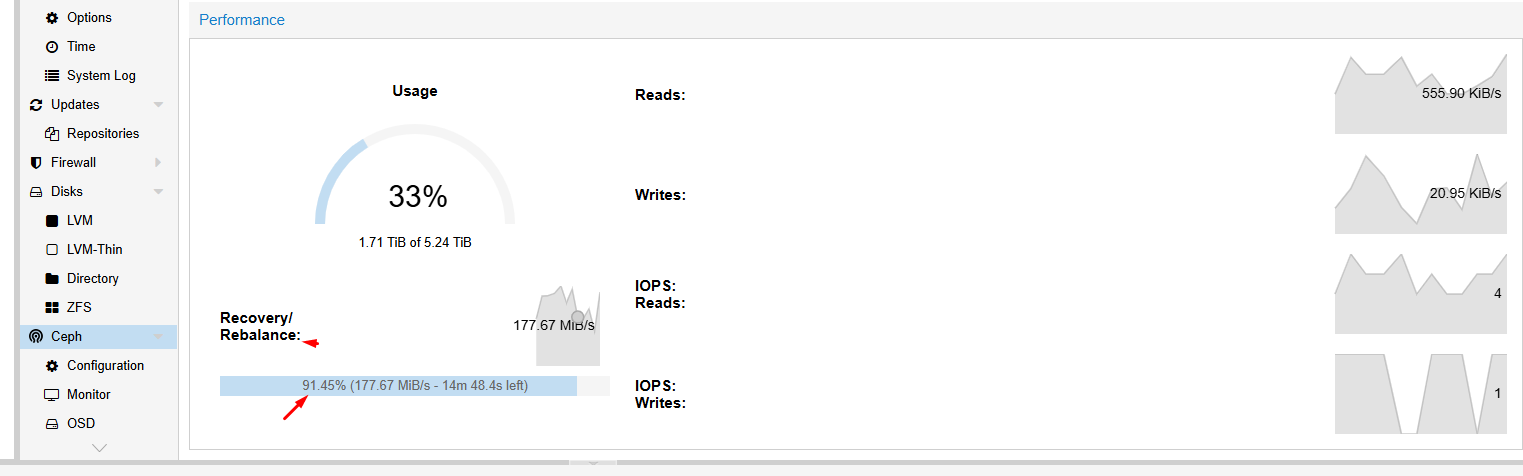 Options
Time
System Log
Updates
Repositories
Firewall
Disks
LVM
LVM-Thin
Directory
ZFS
Ceph
Configuration
Monitor
OSD
Performance
Usage
33%
1.71 TiB of 5.24 TiB
Recovery/
Rebalance:
177.67 MiB/s
91.45% (177.67 MiB/s - 14m 48.4s left)
Reads:
555.90 KiB/s
Writes:
20.95 KiB/s
IOPS:
Reads:
4
IOPS:
Writes:
1